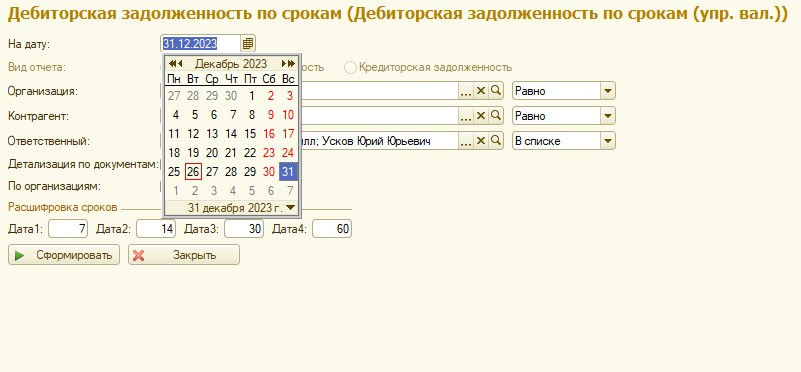 Дебиторская задолженность по срокам (Дебиторская задолженность по срокам (упр. вал.))
На дату: 31.12.2023
Декабрь 2023
Вид отчета: Кредиторская задолженность
Пн Вт Ср Чт Пт Сб Вс
27 28 29 30 1 2 3
Организация: ... Равно
4 5 6 7 8 9 10
Контрагент: ... Равно
11 12 13 14 15 16 17
Ответственный: Усков Юрий Юрьевич ... В списке
18 19 20 21 22 23 24
Детализация по документам:
25 26 27 28 29 30 31
По организациям:
1 2 3 4 5 6 7
Расшифровка сроков
31 декабря 2023 г.
Дата1: 7 Дата2: 14 Дата3: 30 Дата4: 60
Сформировать Закрыть